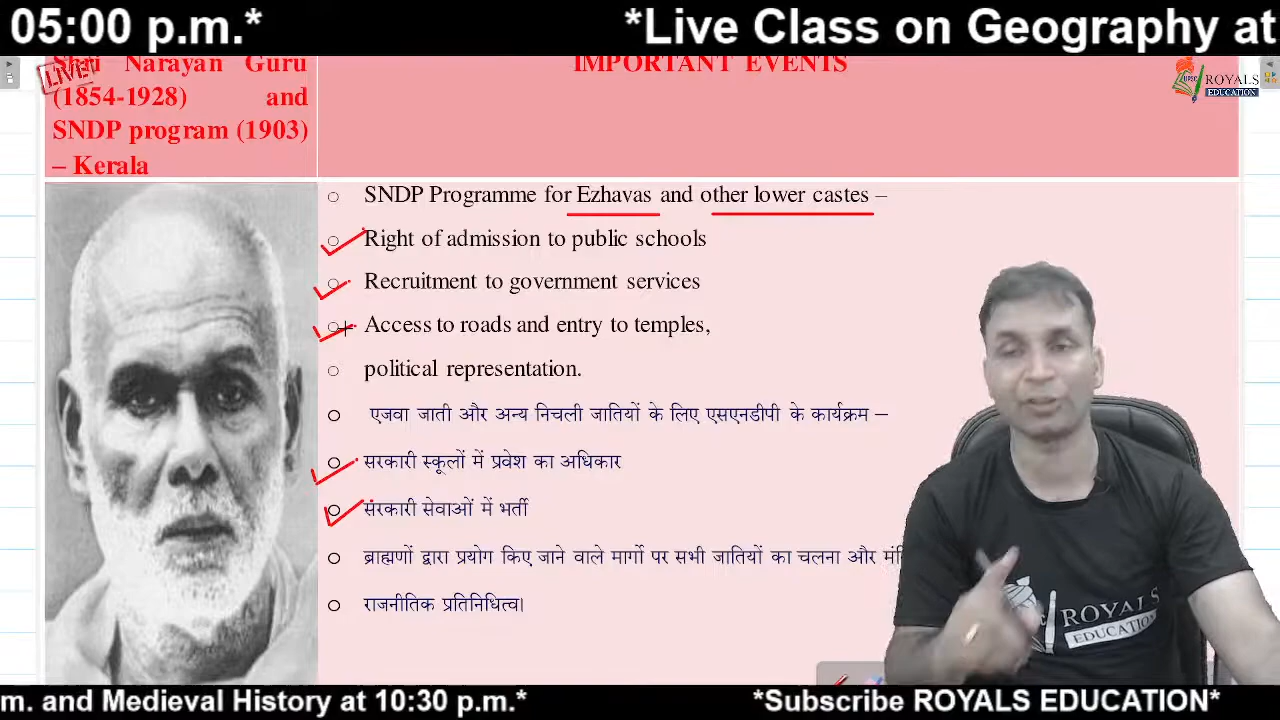 05:00 p.m.* *Live Class on Geography at
Shri Narayan Guru
(1854-1928) and
SNDP program (1903)
– Kerala
LIVE!
IMPORTANT EVENTS
UPSC ROYALS
EDUCATION
SNDP Programme for Ezhavas and other lower castes –
Right of admission to public schools
Recruitment to government services
Access to roads and entry to temples,
political representation.
एजवा जाती और अन्य निचली जातियों के लिए एसएनडीपी के कार्यक्रम –
सरकारी स्कूलों में प्रवेश का अधिकार
सरकारी सेवाओं में भर्ती
ब्राह्मणों द्वारा प्रयोग किए जाने वाले मार्गो पर सभी जातियों का चलना और
राजनीतिक प्रतिनिधित्व।
ROYALS
EDUCATION
m. and Medieval History at 10:30 p.m.* *Subscribe ROYALS EDUCATION*